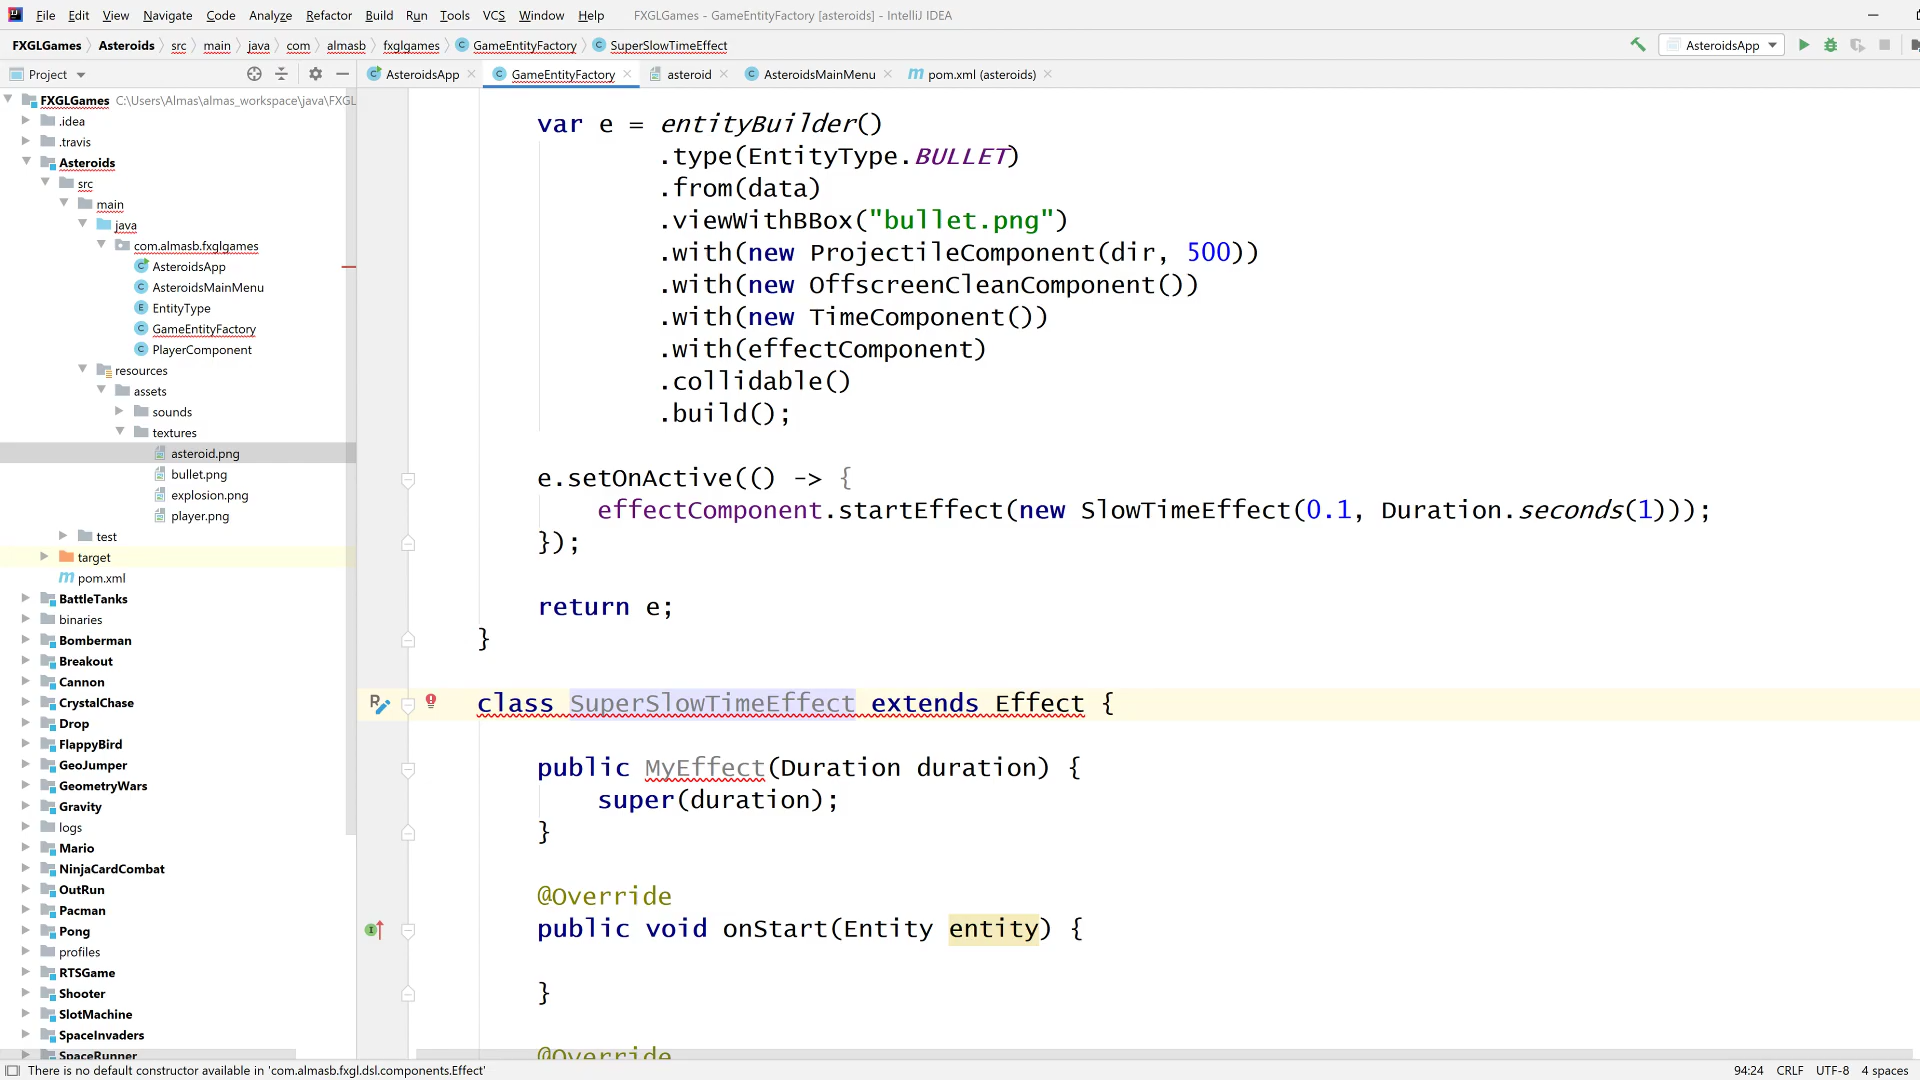 File Edit View Navigate Code Analyze Refactor Build Run Tools VCS Window Help FXGLGames - GameEntityFactory [asteroids] - IntelliJ IDEA
FXGLGames Asteroids src main java com almasb fxglgames GameEntityFactory SuperSlowTimeEffect AsteroidsApp
Project AsteroidsApp GameEntityFactory asteroid AsteroidsMainMenu pom.xml (asteroids)
FXGLGames C:\Users\Almas\almas_workspace\java\FXGL
.idea
.travis
Asteroids
src
main
java
com.almasb.fxglgames
AsteroidsApp
AsteroidsMainMenu
EntityType
GameEntityFactory
PlayerComponent
resources
assets
sounds
textures
asteroid.png
bullet.png
explosion.png
player.png
test
target
pom.xml
BattleTanks
binaries
Bomberman
Breakout
Cannon
CrystalChase
Drop
FlappyBird
GeoJumper
GeometryWars
Gravity
logs
Mario
NinjaCardCombat
OutRun
Pacman
Pong
profiles
RTSGame
Shooter
SlotMachine
SpaceInvaders
SpaceRunner
var e = entityBuilder()
.type(EntityType.BULLET)
.from(data)
.viewWithBBox("bullet.png")
.with(new ProjectileComponent(dir, 500))
.with(new OffscreenCleanComponent())
.with(new TimeComponent())
.with(effectComponent)
.collidable()
.build();
e.setOnActive(() -> {
effectComponent.startEffect(new SlowTimeEffect(0.1, Duration.seconds(1)));
});
return e;
}
class SuperSlowTimeEffect extends Effect {
public MyEffect(Duration duration) {
super(duration);
}
@Override
public void onStart(Entity entity) {
}
@Override
There is no default constructor available in 'com.almasb.fxgl.dsl.components.Effect' 94:24 CRLF UTF-8 4 spaces